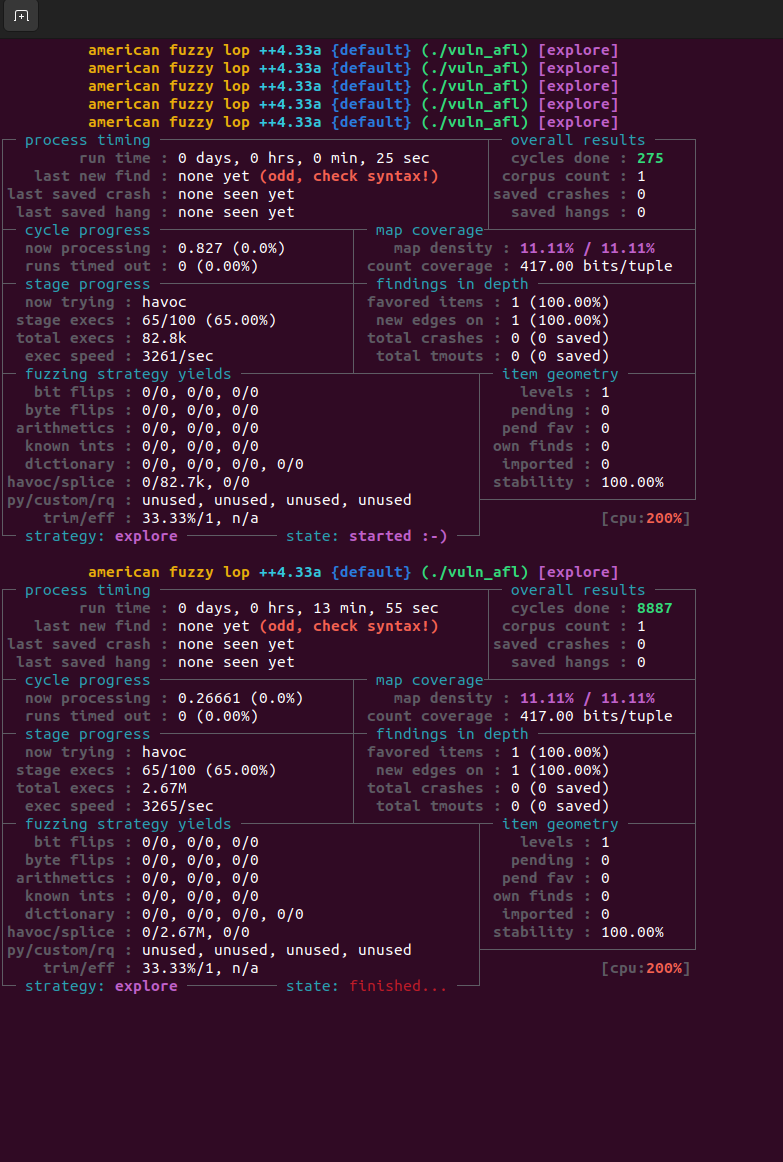 american fuzzy lop ++4.33a {default} (./vuln_afl) [explore]
american fuzzy lop ++4.33a {default} (./vuln_afl) [explore]
american fuzzy lop ++4.33a {default} (./vuln_afl) [explore]
american fuzzy lop ++4.33a {default} (./vuln_afl) [explore]
american fuzzy lop ++4.33a {default} (./vuln_afl) [explore]
process timing overall results
run time : 0 days, 0 hrs, 0 min, 25 sec cycles done : 275
last new find : none yet (odd, check syntax!) corpus count : 1
last saved crash : none seen yet saved crashes : 0
last saved hang : none seen yet saved hangs : 0
cycle progress map coverage
now processing : 0.827 (0.0%) map density : 11.11% / 11.11%
runs timed out : 0 (0.00%) count coverage : 417.00 bits/tuple
stage progress findings in depth
now trying : havoc favored items : 1 (100.00%)
stage execs : 65/100 (65.00%) new edges on : 1 (100.00%)
total execs : 82.8k total crashes : 0 (0 saved)
exec speed : 3261/sec total tmouts : 0 (0 saved)
fuzzing strategy yields item geometry
bit flips : 0/0, 0/0, 0/0 levels : 1
byte flips : 0/0, 0/0, 0/0 pending : 0
arithmetics : 0/0, 0/0, 0/0 pend fav : 0
known ints : 0/0, 0/0, 0/0 own finds : 0
dictionary : 0/0, 0/0, 0/0, 0/0 imported : 0
havoc/splice : 0/82.7k, 0/0 stability : 100.00%
py/custom/rq : unused, unused, unused, unused
trim/eff : 33.33%/1, n/a [cpu:200%]
strategy: explore state: started :-)
american fuzzy lop ++4.33a {default} (./vuln_afl) [explore]
process timing overall results
run time : 0 days, 0 hrs, 13 min, 55 sec cycles done : 8887
last new find : none yet (odd, check syntax!) corpus count : 1
last saved crash : none seen yet saved crashes : 0
last saved hang : none seen yet saved hangs : 0
cycle progress map coverage
now processing : 0.26661 (0.0%) map density : 11.11% / 11.11%
runs timed out : 0 (0.00%) count coverage : 417.00 bits/tuple
stage progress findings in depth
now trying : havoc favored items : 1 (100.00%)
stage execs : 65/100 (65.00%) new edges on : 1 (100.00%)
total execs : 2.67M total crashes : 0 (0 saved)
exec speed : 3265/sec total tmouts : 0 (0 saved)
fuzzing strategy yields item geometry
bit flips : 0/0, 0/0, 0/0 levels : 1
byte flips : 0/0, 0/0, 0/0 pending : 0
arithmetics : 0/0, 0/0, 0/0 pend fav : 0
known ints : 0/0, 0/0, 0/0 own finds : 0
dictionary : 0/0, 0/0, 0/0, 0/0 imported : 0
havoc/splice : 0/2.67M, 0/0 stability : 100.00%
py/custom/rq : unused, unused, unused, unused
trim/eff : 33.33%/1, n/a [cpu:200%]
strategy: explore state: finished...